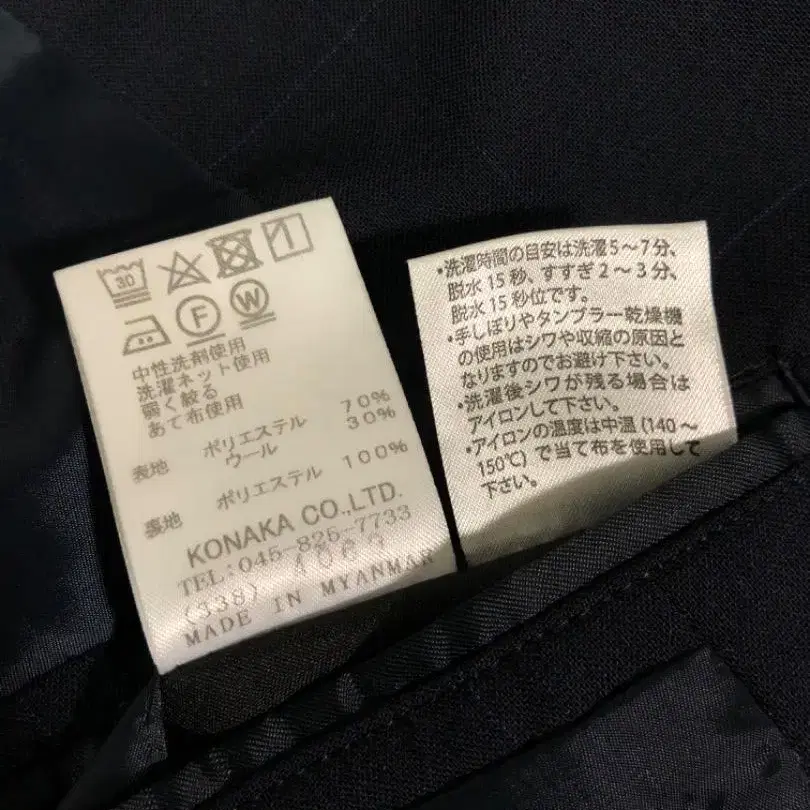 30
F
W
中性洗剤使用
洗濯ネット使用
弱く絞る
あて布使用
表地 ポリエステル 70%
ウール 30%
裏地 ポリエステル 100%
KONAKA CO.,LTD.
TEL:045-825-7733
(338) 4069
MADE IN MYANMAR
•洗濯時間の目安は洗濯5～7分、
脱水15秒、すすぎ2～3分、
脱水15秒位です。
•手しぼりやタンブラー乾燥機
の使用はシワや収縮の原因と
なりますのでお避け下さい。
•洗濯後シワが残る場合は
アイロンして下さい。
•アイロンの温度は中温(140～
150℃)で当て布を使用して
下さい。